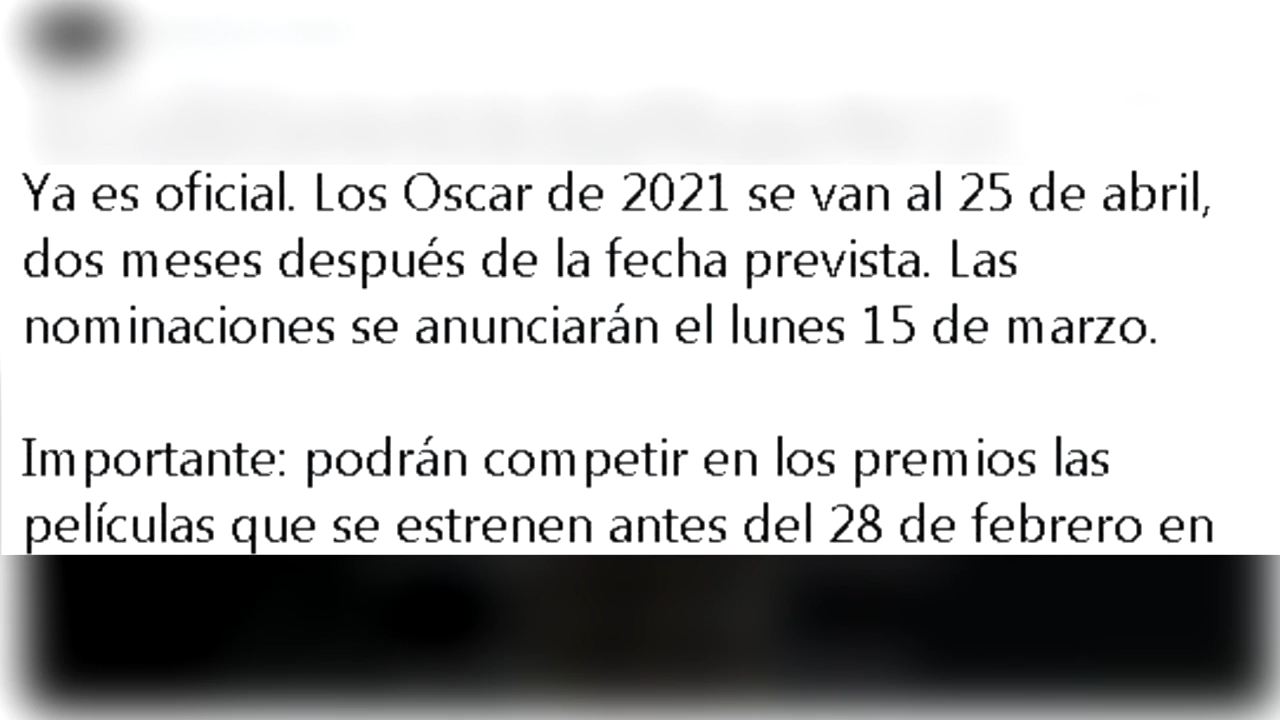 Ya es oficial. Los Oscar de 2021 se van al 25 de abril,
dos meses después de la fecha prevista. Las
nominaciones se anunciarán el lunes 15 de marzo.
Importante: podrán competir en los premios las
películas que se estrenen antes del 28 de febrero en